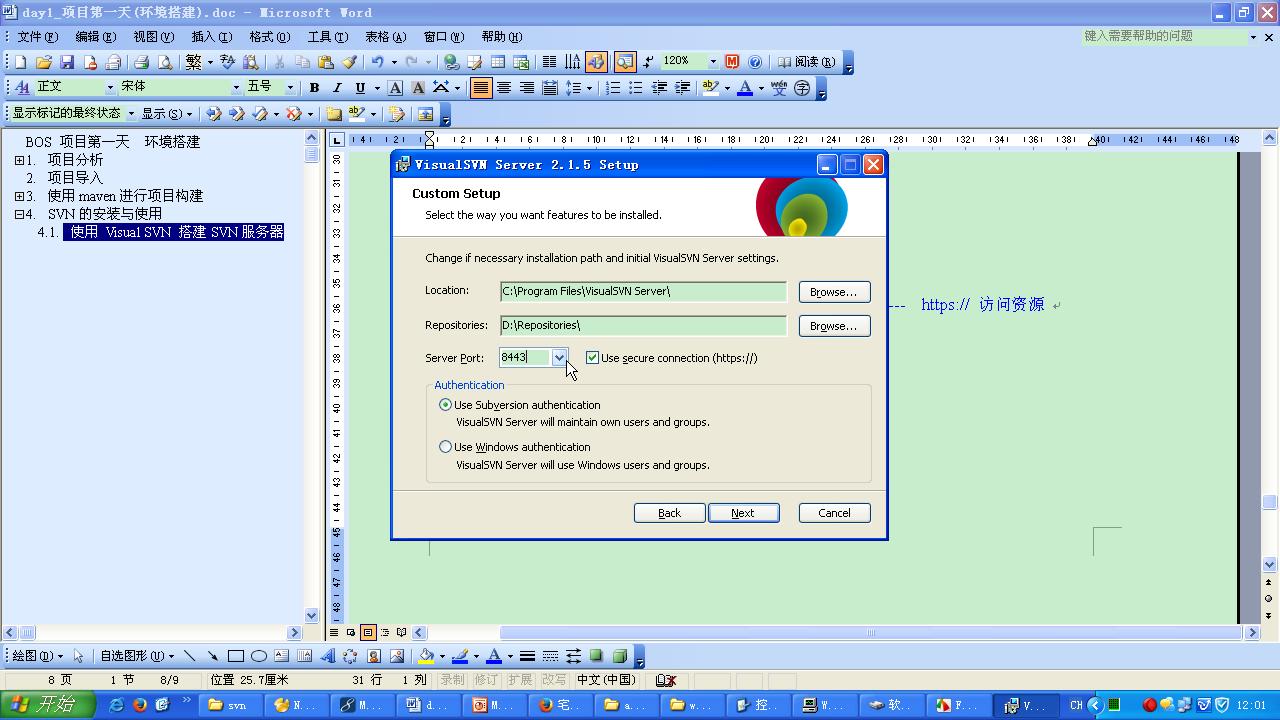 day1_项目第一天(环境搭建).doc - Microsoft Word
文件(F) 编辑(E) 视图(V) 插入(I) 格式(O) 工具(T) 表格(A) 窗口(W) 帮助(H) 键入需要帮助的问题
120% 阅读(R)
正文 宋体 五号 B I U A A A
显示标记的最终状态 显示(S)
BOS 项目第一天 环境搭建
1. 项目分析
2. 项目导入
3. 使用 maven 进行项目构建
4. SVN 的安装与使用
4.1. 使用 Visual SVN 搭建 SVN 服务器
VisualSVN Server 2.1.5 Setup
Custom Setup
Select the way you want features to be installed.
Change if necessary installation path and initial VisualSVN Server settings.
Location: C:\Program Files\VisualSVN Server\ Browse...
--- https:// 访问资源
Repositories: D:\Repositories\ Browse...
Server Port: 8443 Use secure connection (https://)
Authentication
Use Subversion authentication
VisualSVN Server will maintain own users and groups.
Use Windows authentication
VisualSVN Server will use Windows users and groups.
Back Next Cancel
绘图(D) 自选图形(U)
8 页 1 节 8/9 位置 25.7厘米 31 行 1 列 录制 修订 扩展 改写 中文(中国)
开始 svn N... M... d... M... 宅... a... w... 控... W... 软... F... V... CH 12:01